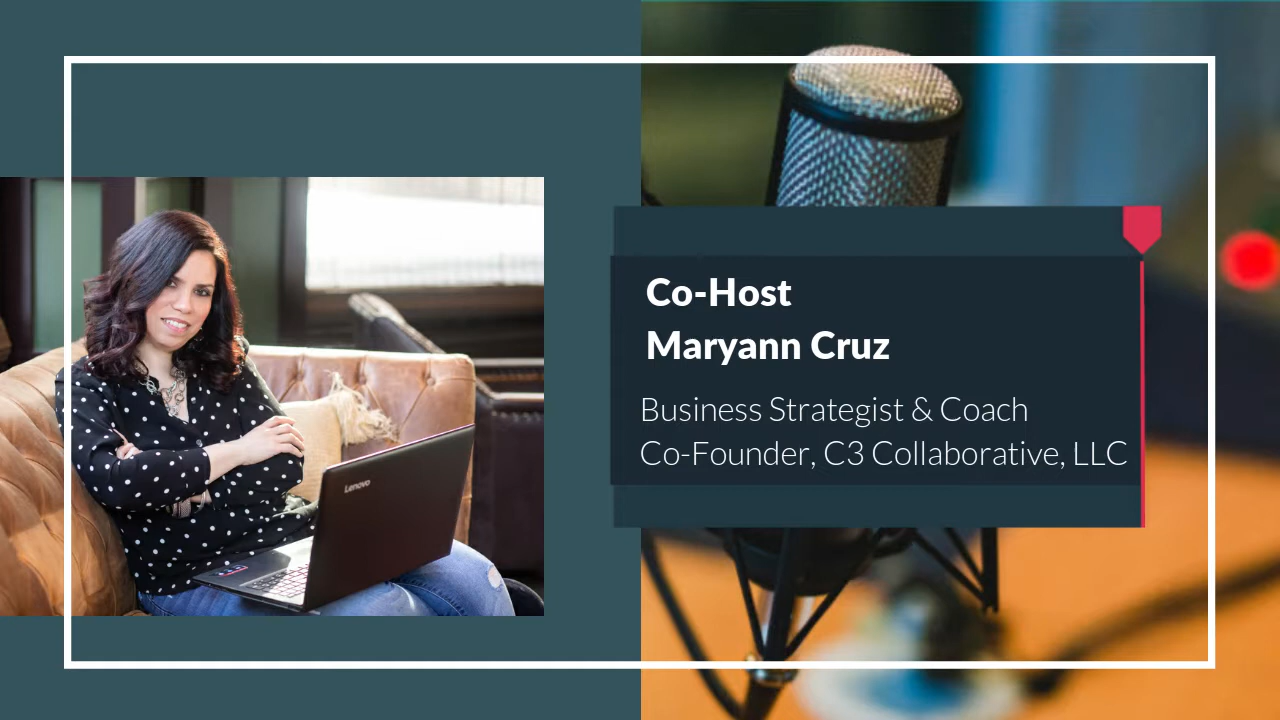 Co-Host
Maryann Cruz
Business Strategist & Coach
Co-Founder, C3 Collaborative, LLC
Lenovo